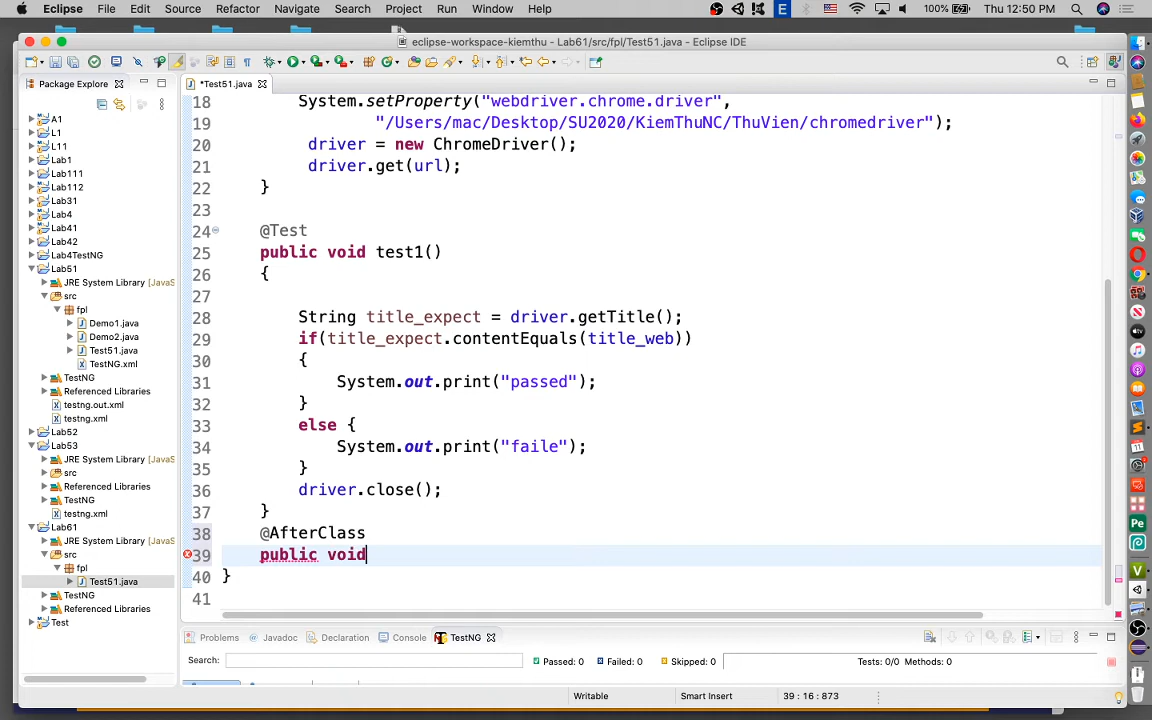 Eclipse File Edit Source Refactor Navigate Search Project Run Window Help 100% Thu 12:50 PM
eclipse-workspace-kiemthu - Lab61/src/fpl/Test51.java - Eclipse IDE
Package Explorer
*Test51.java
A1
L1
L11
Lab1
Lab111
Lab112
Lab31
Lab4
Lab41
Lab42
Lab4TestNG
Lab51
JRE System Library [JavaS
src
fpl
Demo1.java
Demo2.java
Test51.java
TestNG.xml
TestNG
Referenced Libraries
testng.out.xml
testng.xml
Lab52
Lab53
JRE System Library [JavaS
src
Referenced Libraries
TestNG
testng.xml
Lab61
JRE System Library [JavaS
src
fpl
Test51.java
TestNG
Referenced Libraries
Test
18 System.setProperty("webdriver.chrome.driver",
19 "/Users/mac/Desktop/SU2020/KiemThuNC/ThuVien/chromedriver");
20 driver = new ChromeDriver();
21 driver.get(url);
22 }
23
24 @Test
25 public void test1()
26 {
27
28 String title_expect = driver.getTitle();
29 if(title_expect.contentEquals(title_web))
30 {
31 System.out.print("passed");
32 }
33 else {
34 System.out.print("faile");
35 }
36 driver.close();
37 }
38 @AfterClass
39 public void
40 }
41
Problems Javadoc Declaration Console TestNG
Search: Passed: 0 Failed: 0 Skipped: 0 Tests: 0/0 Methods: 0
Writable Smart Insert 39 : 16 : 873